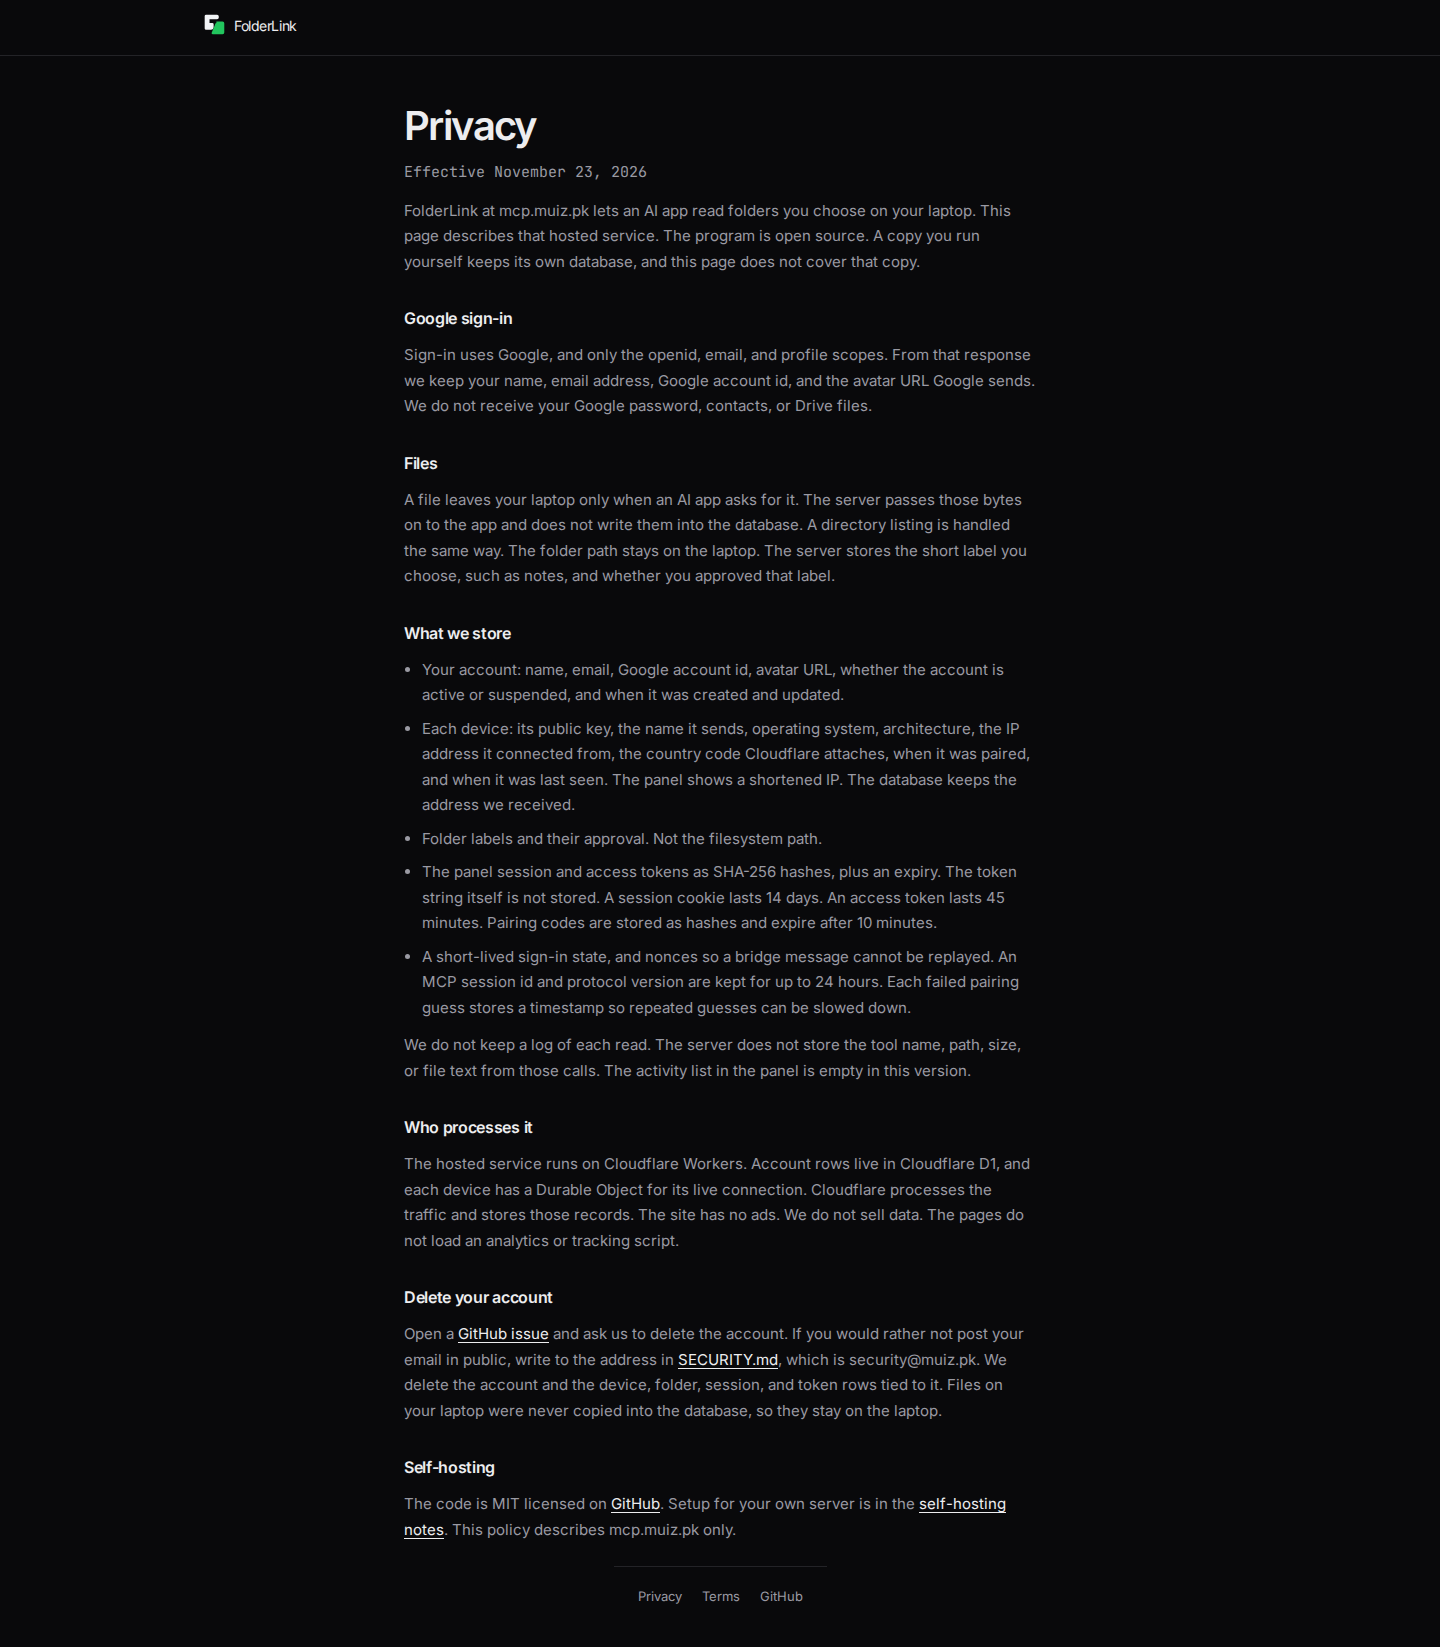 FolderLink
Privacy
Effective November 23, 2026
FolderLink at mcp.muiz.pk lets an AI app read folders you choose on your laptop. This
page describes that hosted service. The program is open source. A copy you run
yourself keeps its own database, and this page does not cover that copy.
Google sign-in
Sign-in uses Google, and only the openid, email, and profile scopes. From that response
we keep your name, email address, Google account id, and the avatar URL Google sends.
We do not receive your Google password, contacts, or Drive files.
Files
A file leaves your laptop only when an AI app asks for it. The server passes those bytes
on to the app and does not write them into the database. A directory listing is handled
the same way. The folder path stays on the laptop. The server stores the short label you
choose, such as notes, and whether you approved that label.
What we store
• Your account: name, email, Google account id, avatar URL, whether the account is
active or suspended, and when it was created and updated.
• Each device: its public key, the name it sends, operating system, architecture, the IP
address it connected from, the country code Cloudflare attaches, when it was paired,
and when it was last seen. The panel shows a shortened IP. The database keeps the
address we received.
• Folder labels and their approval. Not the filesystem path.
• The panel session and access tokens as SHA-256 hashes, plus an expiry. The token
string itself is not stored. A session cookie lasts 14 days. An access token lasts 45
minutes. Pairing codes are stored as hashes and expire after 10 minutes.
• A short-lived sign-in state, and nonces so a bridge message cannot be replayed. An
MCP session id and protocol version are kept for up to 24 hours. Each failed pairing
guess stores a timestamp so repeated guesses can be slowed down.
We do not keep a log of each read. The server does not store the tool name, path, size,
or file text from those calls. The activity list in the panel is empty in this version.
Who processes it
The hosted service runs on Cloudflare Workers. Account rows live in Cloudflare D1, and
each device has a Durable Object for its live connection. Cloudflare processes the
traffic and stores those records. The site has no ads. We do not sell data. The pages do
not load an analytics or tracking script.
Delete your account
Open a GitHub issue and ask us to delete the account. If you would rather not post your
email in public, write to the address in SECURITY.md, which is security@muiz.pk. We
delete the account and the device, folder, session, and token rows tied to it. Files on
your laptop were never copied into the database, so they stay on the laptop.
Self-hosting
The code is MIT licensed on GitHub. Setup for your own server is in the self-hosting
notes. This policy describes mcp.muiz.pk only.
Privacy Terms GitHub